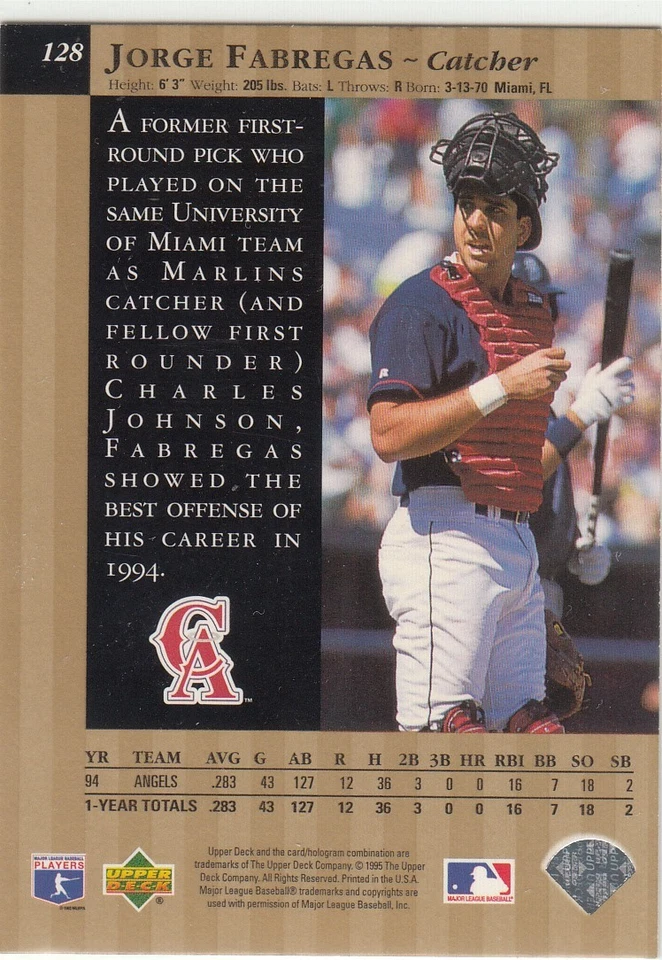 128 JORGE FABREGAS ~ Catcher
Height: 6' 3" Weight: 205 lbs. Bats: L Throws: R Born: 3-13-70 Miami, FL
A FORMER FIRST-
ROUND PICK WHO
PLAYED ON THE
SAME UNIVERSITY
OF MIAMI TEAM
AS MARLINS
CATCHER (AND
FELLOW FIRST
ROUNDER)
CHARLES
JOHNSON,
FABREGAS
SHOWED THE
BEST OFFENSE OF
HIS CAREER IN
1994.
CA™
YR TEAM AVG G AB R H 2B 3B HR RBI BB SO SB
94 ANGELS .283 43 127 12 36 3 0 0 16 7 18 2
1-YEAR TOTALS .283 43 127 12 36 3 0 0 16 7 18 2
MAJOR LEAGUE BASEBALL
PLAYERS
UPPER
DECK
®
Upper Deck and the card/hologram combination are
trademarks of The Upper Deck Company. © 1995 The Upper
Deck Company. All Rights Reserved. Printed in the U.S.A.
Major League Baseball® trademarks and copyrights are
used with permission of Major League Baseball, Inc.
MAJOR LEAGUE BASEBALL®